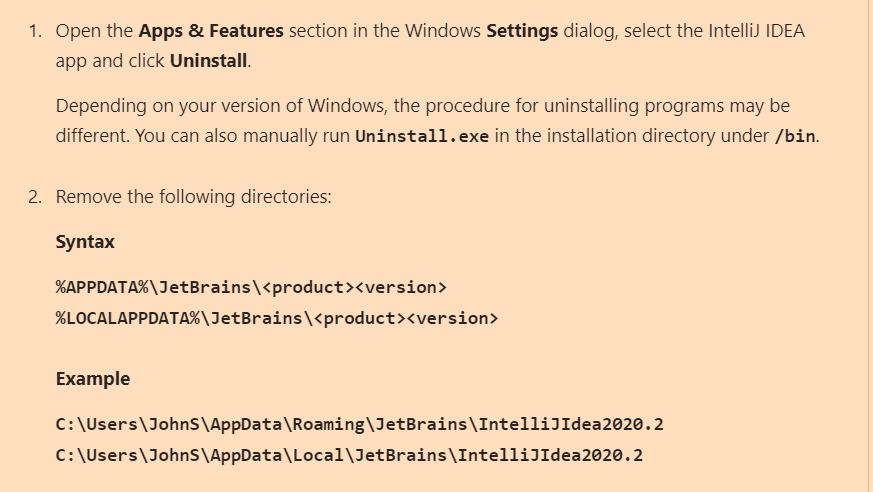 1. Open the Apps & Features section in the Windows Settings dialog, select the IntelliJ IDEA
app and click Uninstall.
Depending on your version of Windows, the procedure for uninstalling programs may be
different. You can also manually run Uninstall.exe in the installation directory under /bin.
2. Remove the following directories:
Syntax
%APPDATA%\JetBrains\<product><version>
%LOCALAPPDATA%\JetBrains\<product><version>
Example
C:\Users\JohnS\AppData\Roaming\JetBrains\IntelliJIdea2020.2
C:\Users\JohnS\AppData\Local\JetBrains\IntelliJIdea2020.2